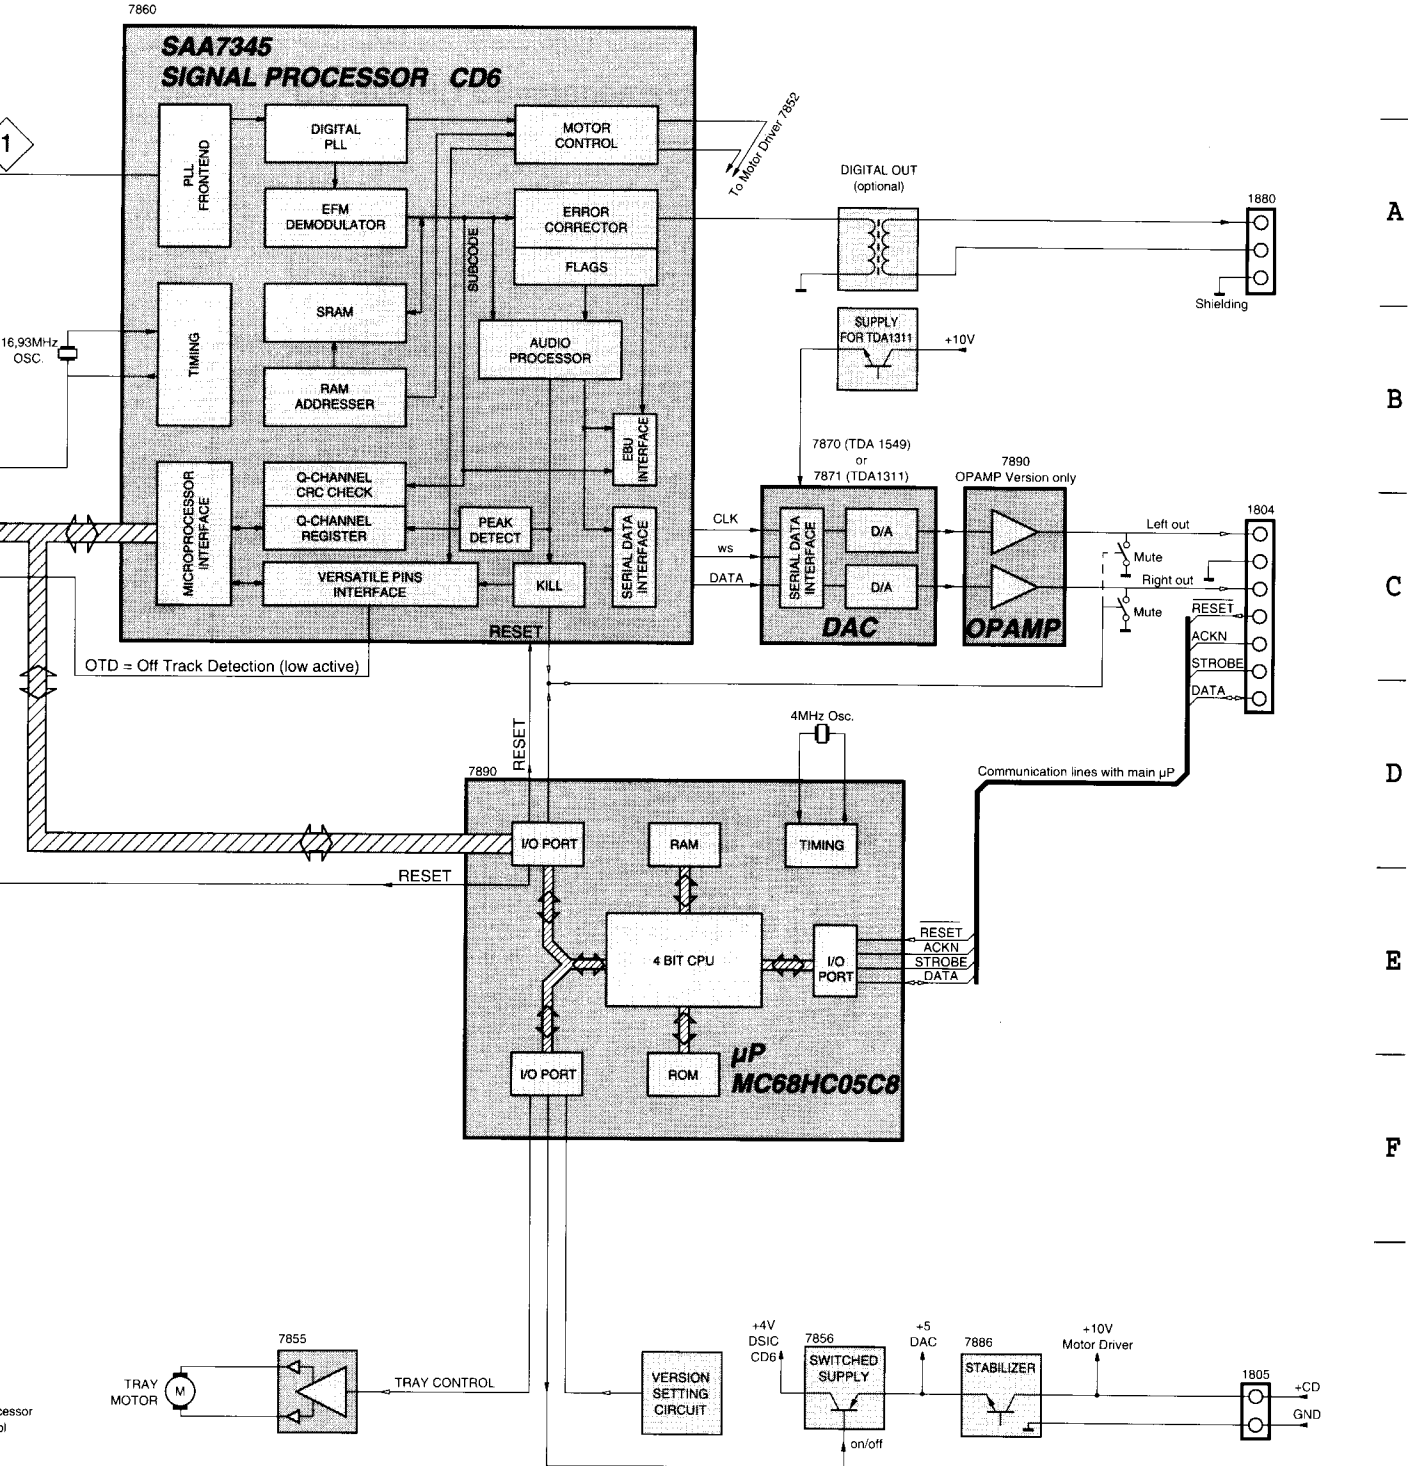 7860
SAA7345
SIGNAL PROCESSOR CD6
1
PLL
FRONTEND
DIGITAL
PLL
MOTOR
CONTROL
To Motor Driver 7852
EFM
DEMODULATOR
ERROR
CORRECTOR
FLAGS
SUBCODE
DIGITAL OUT
(optional)
1880
Shielding
A
16,93MHz
OSC.
TIMING
SRAM
RAM
ADDRESSER
AUDIO
PROCESSOR
EBU
INTERFACE
SUPPLY
FOR TDA1311
+10V
B
MICROPROCESSOR
INTERFACE
Q-CHANNEL
CRC CHECK
Q-CHANNEL
REGISTER
PEAK
DETECT
VERSATILE PINS
INTERFACE
KILL
SERIAL DATA
INTERFACE
RESET
CLK
ws
DATA
7870 (TDA 1549)
or
7871 (TDA1311)
SERIAL DATA
INTERFACE
D/A
D/A
DAC
7890
OPAMP Version only
OPAMP
Left out
Mute
Right out
Mute
1804
RESET
ACKN
STROBE
DATA
C
OTD = Off Track Detection (low active)
RESET
4MHz Osc.
Communication lines with main µP
D
7890
I/O PORT
RAM
TIMING
RESET
4 BIT CPU
I/O
PORT
RESET
ACKN
STROBE
DATA
E
I/O PORT
ROM
µP
MC68HC05C8
F
7855
TRAY
MOTOR
M
TRAY CONTROL
VERSION
SETTING
CIRCUIT
+4V
DSIC
CD6
7856
SWITCHED
SUPPLY
on/off
+5
DAC
7886
STABILIZER
+10V
Motor Driver
1805
+CD
GND
cessor
ol